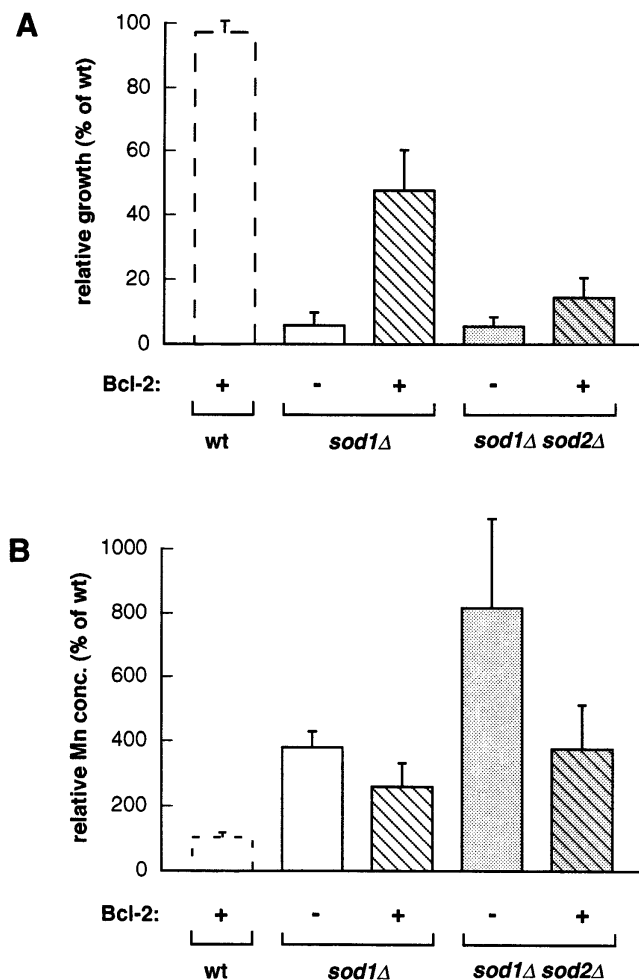 A
relative growth (% of wt)
100
80
60
40
20
0
Bcl-2: + - + - +
wt sod1Δ sod1Δ sod2Δ
B
relative Mn conc. (% of wt)
1000
800
600
400
200
0
Bcl-2: + - + - +
wt sod1Δ sod1Δ sod2Δ